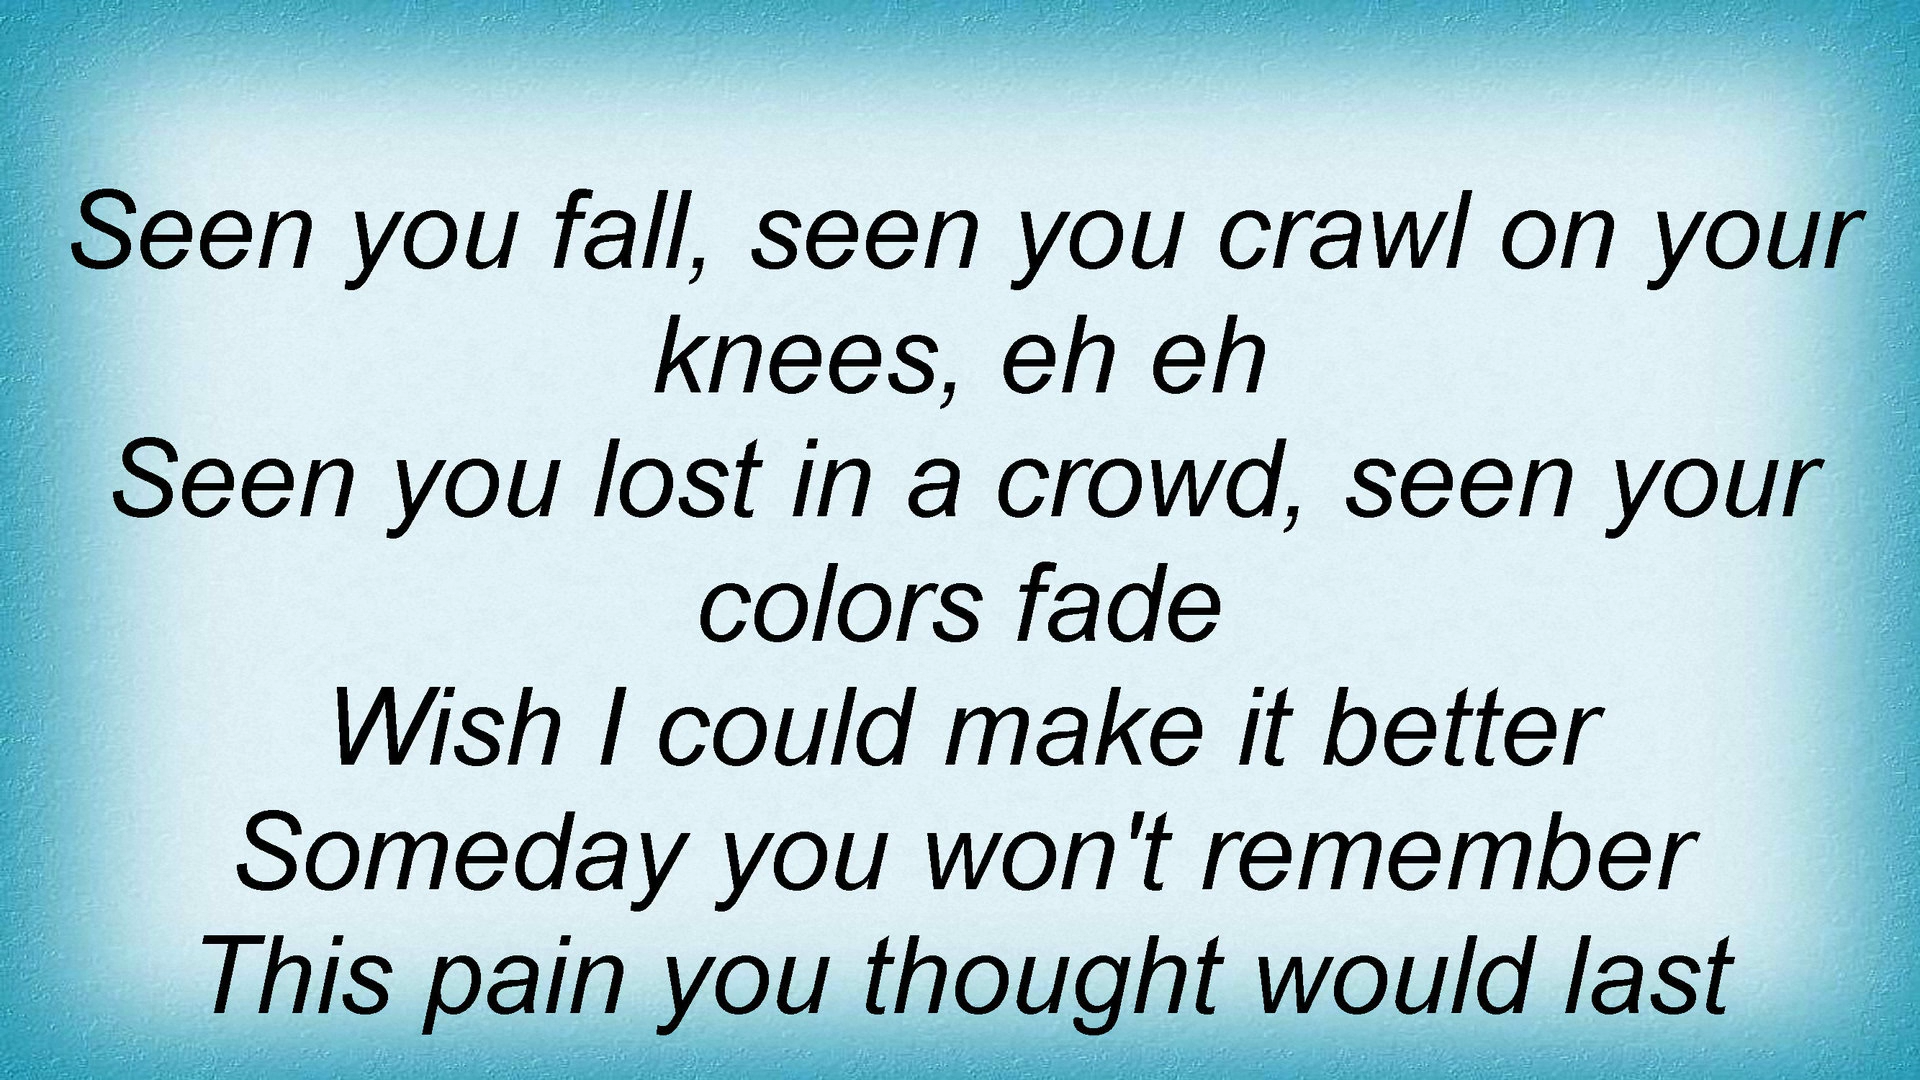 Seen you fall, seen you crawl on your
knees, eh eh
Seen you lost in a crowd, seen your
colors fade
Wish I could make it better
Someday you won't remember
This pain you thought would last